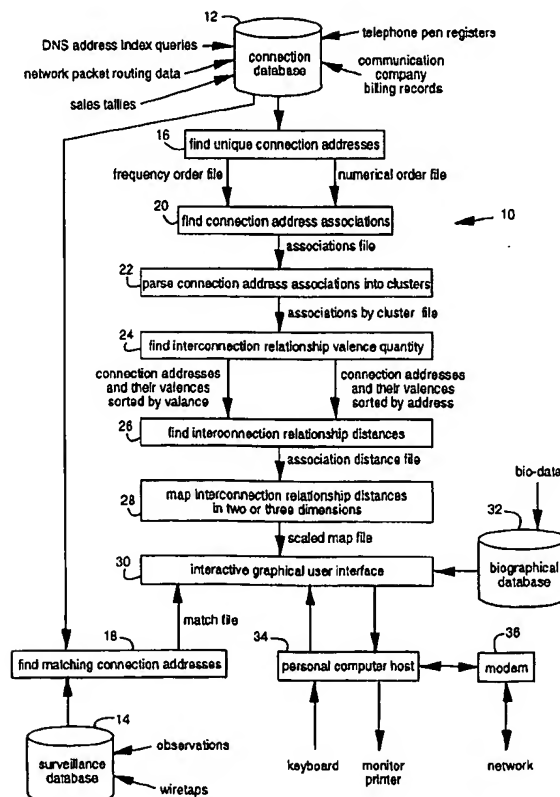 12
DNS address index queries
network packet routing data
sales tallies
connection
database
telephone pen registers
communication
company
billing records
16
find unique connection addresses
frequency order file
numerical order file
20
find connection address associations
10
associations file
22
parse connection address associations into clusters
associations by cluster file
24
find interconnection relationship valence quantity
connection addresses
and their valences
sorted by valance
connection addresses
and their valences
sorted by address
26
find interconnection relationship distances
association distance file
28
map interconnection relationship distances
in two or three dimensions
bio-data
32
scaled map file
30
interactive graphical user interface
biographical
database
match file
18
find matching connection addresses
34
personal computer host
36
modem
14
surveillance
database
observations
wiretaps
keyboard
monitor
printer
network